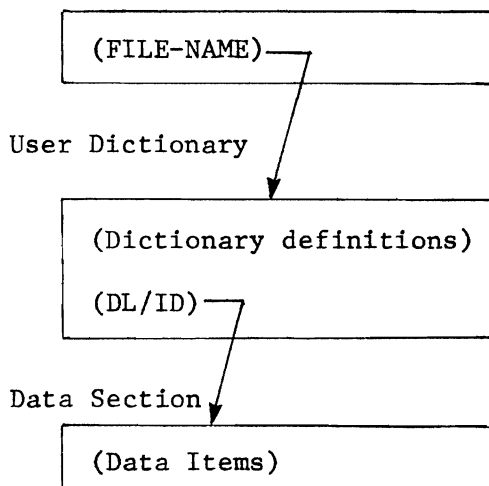 (FILE-NAME)
User Dictionary
(Dictionary definitions)
(DL/ID)
Data Section
(Data Items)